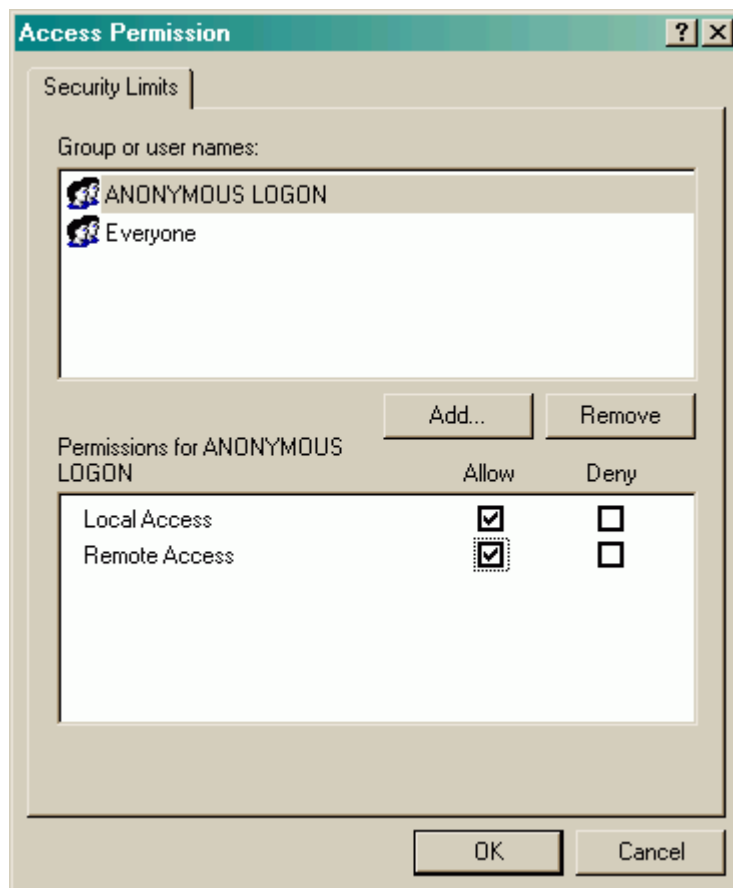 Access Permission
Security Limits
Group or user names:
ANONYMOUS LOGON
Everyone
Add... Remove
Permissions for ANONYMOUS
LOGON Allow Deny
Local Access
Remote Access
OK Cancel